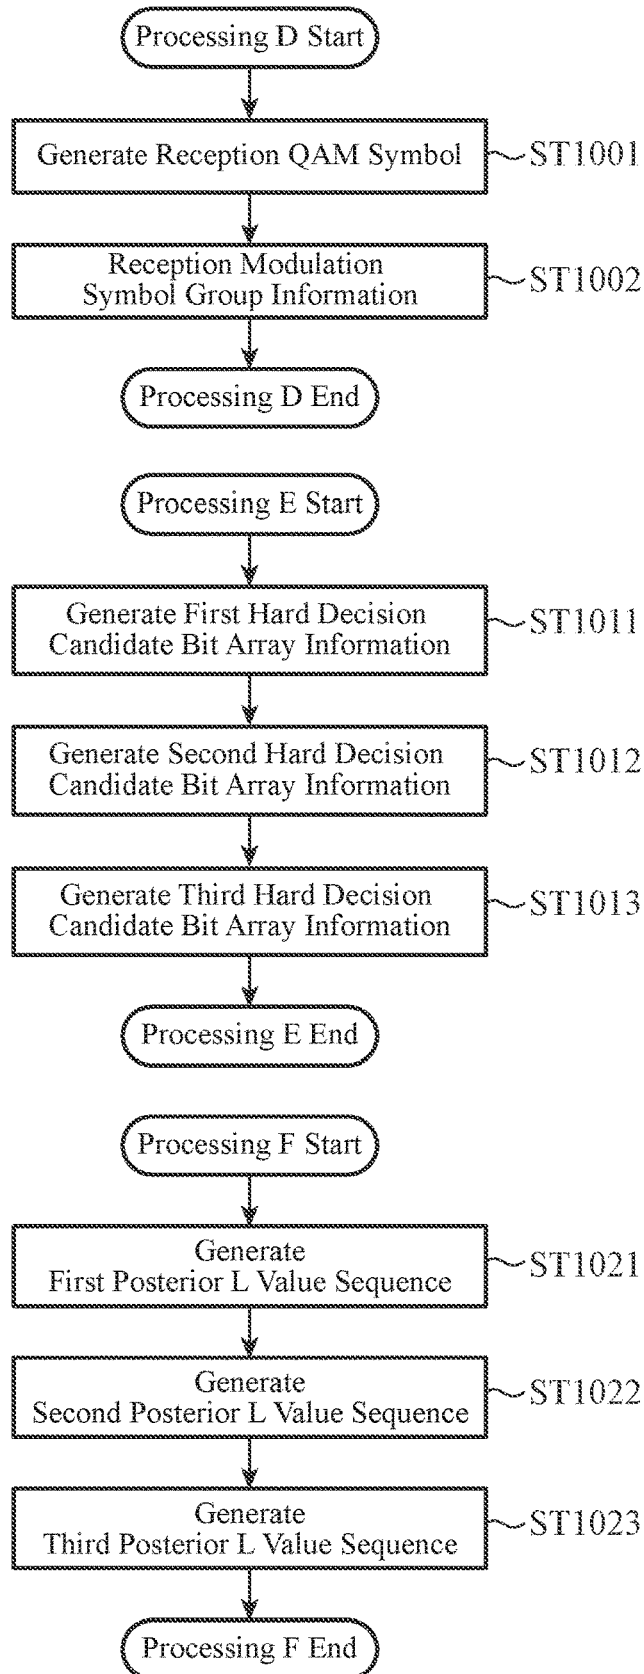 Processing D Start
Generate Reception QAM Symbol
ST1001
Reception Modulation
Symbol Group Information
ST1002
Processing D End
Processing E Start
Generate First Hard Decision
Candidate Bit Array Information
ST1011
Generate Second Hard Decision
Candidate Bit Array Information
ST1012
Generate Third Hard Decision
Candidate Bit Array Information
ST1013
Processing E End
Processing F Start
Generate
First Posterior L Value Sequence
ST1021
Generate
Second Posterior L Value Sequence
ST1022
Generate
Third Posterior L Value Sequence
ST1023
Processing F End